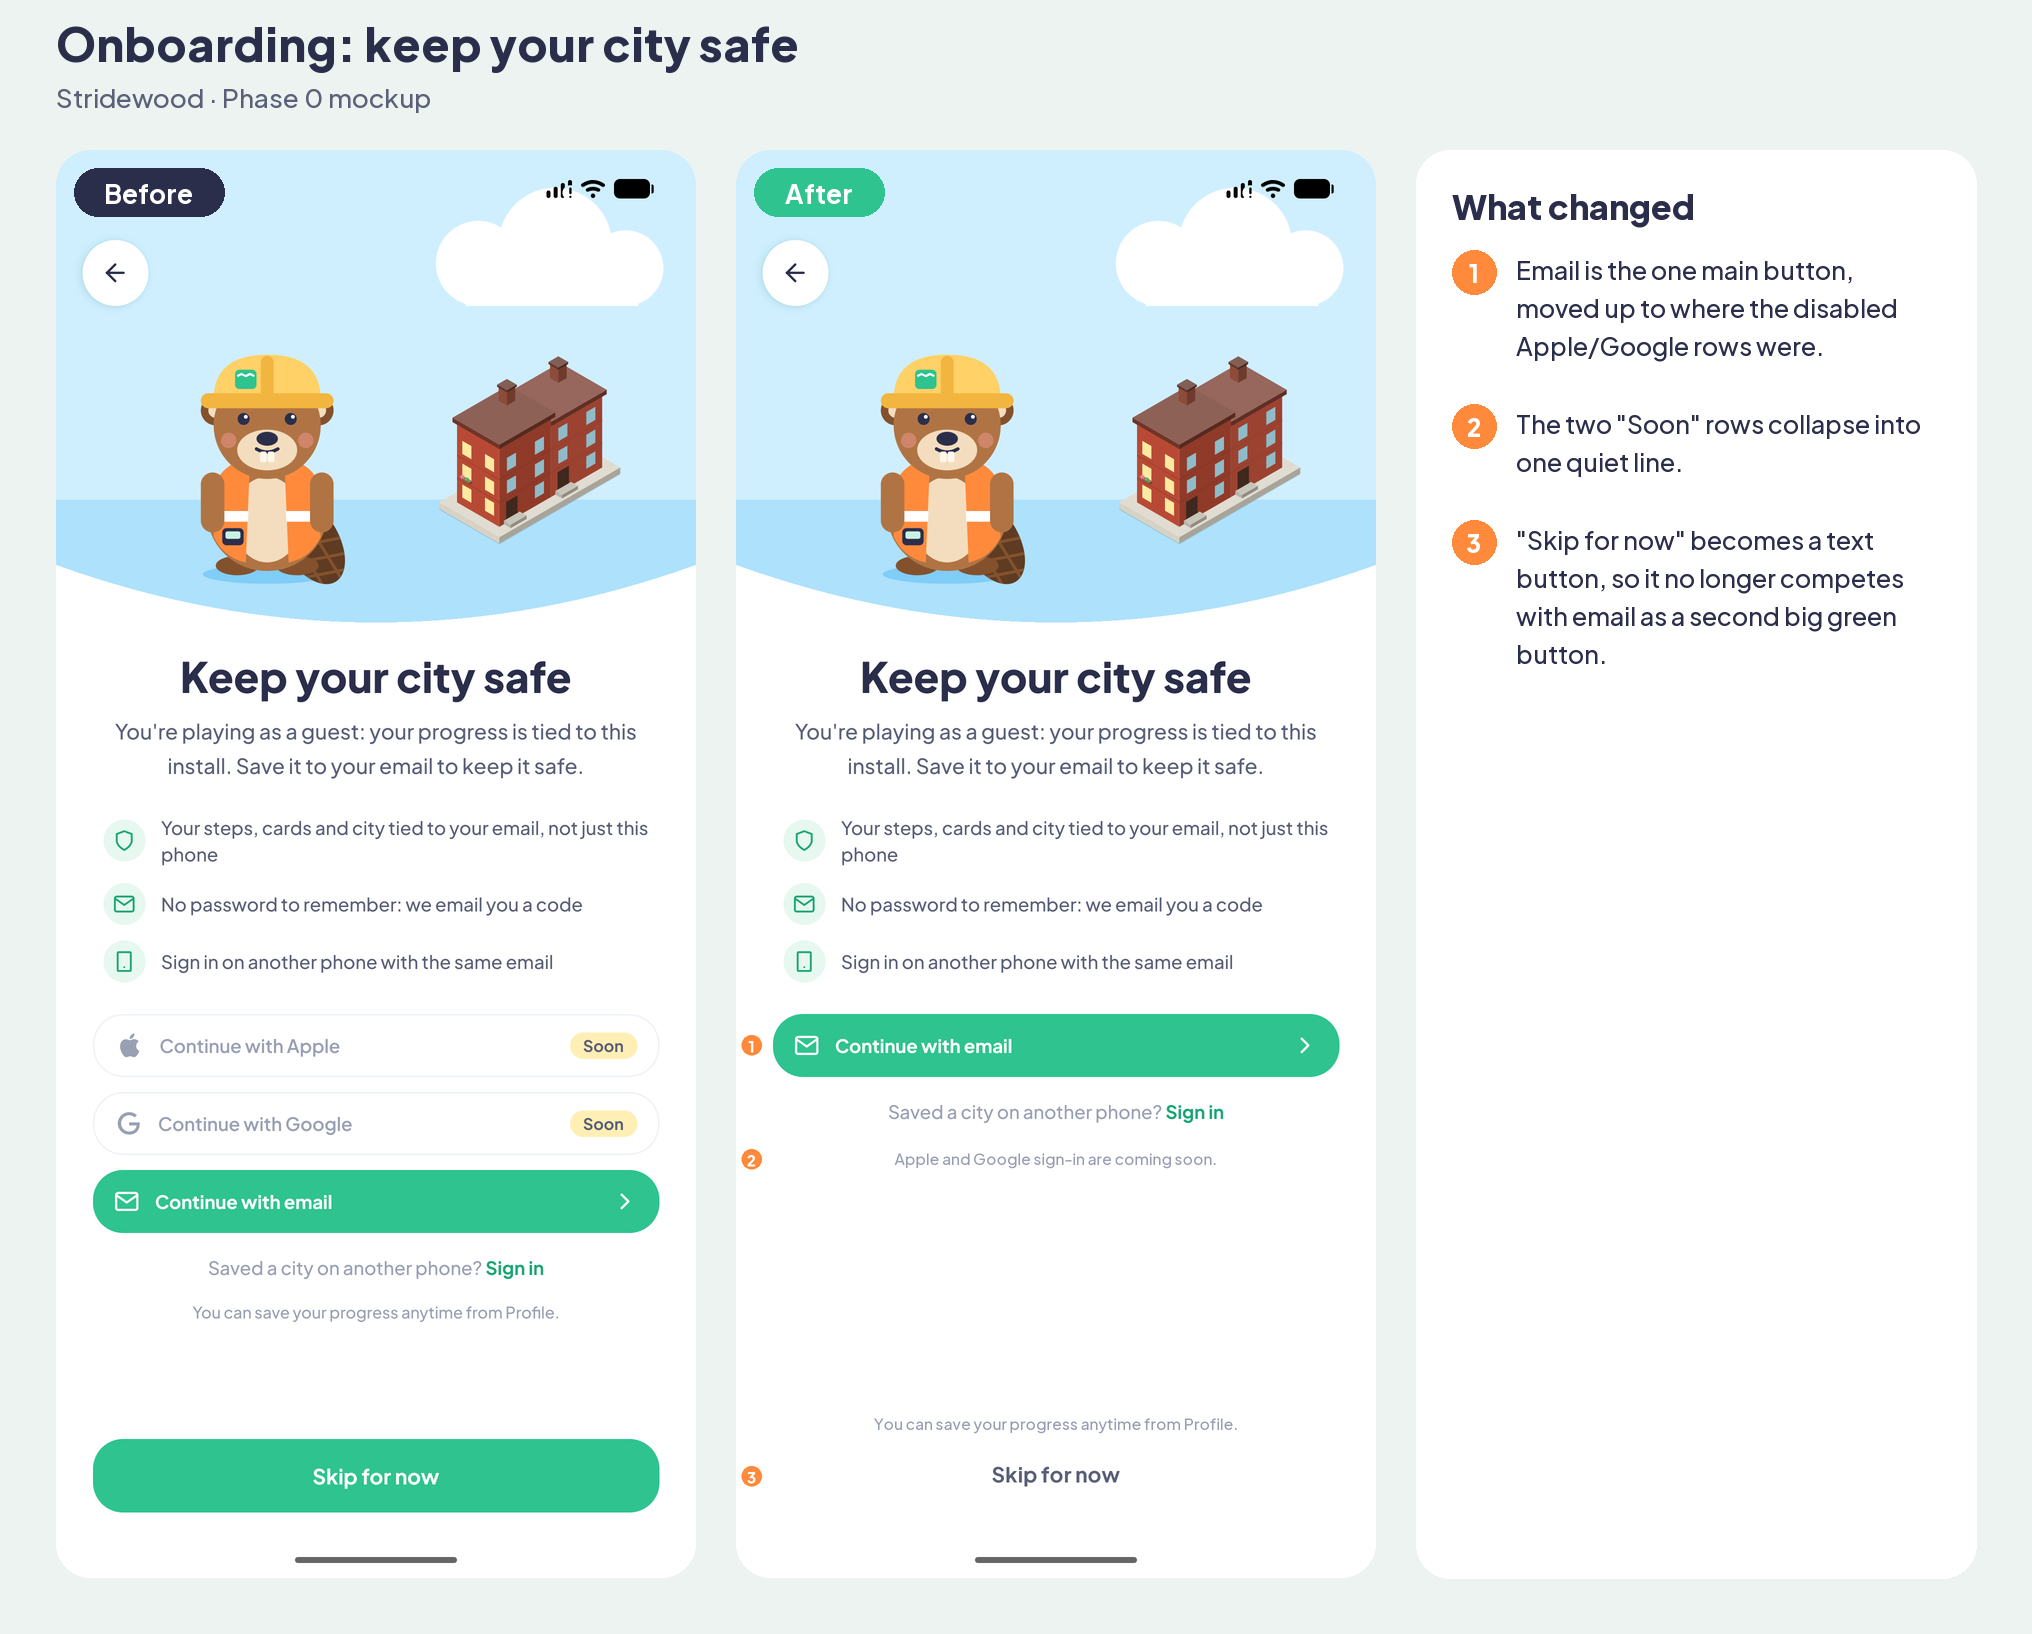 Onboarding: keep your city safe
Stridewood · Phase 0 mockup
Before
Keep your city safe
You're playing as a guest: your progress is tied to this
install. Save it to your email to keep it safe.
Your steps, cards and city tied to your email, not just this
phone
No password to remember: we email you a code
Sign in on another phone with the same email
Continue with Apple
Soon
Continue with Google
Soon
Continue with email
Saved a city on another phone? Sign in
You can save your progress anytime from Profile.
Skip for now
After
Keep your city safe
You're playing as a guest: your progress is tied to this
install. Save it to your email to keep it safe.
Your steps, cards and city tied to your email, not just this
phone
No password to remember: we email you a code
Sign in on another phone with the same email
1
Continue with email
Saved a city on another phone? Sign in
2
Apple and Google sign-in are coming soon.
You can save your progress anytime from Profile.
3
Skip for now
What changed
1
Email is the one main button,
moved up to where the disabled
Apple/Google rows were.
2
The two "Soon" rows collapse into
one quiet line.
3
"Skip for now" becomes a text
button, so it no longer competes
with email as a second big green
button.